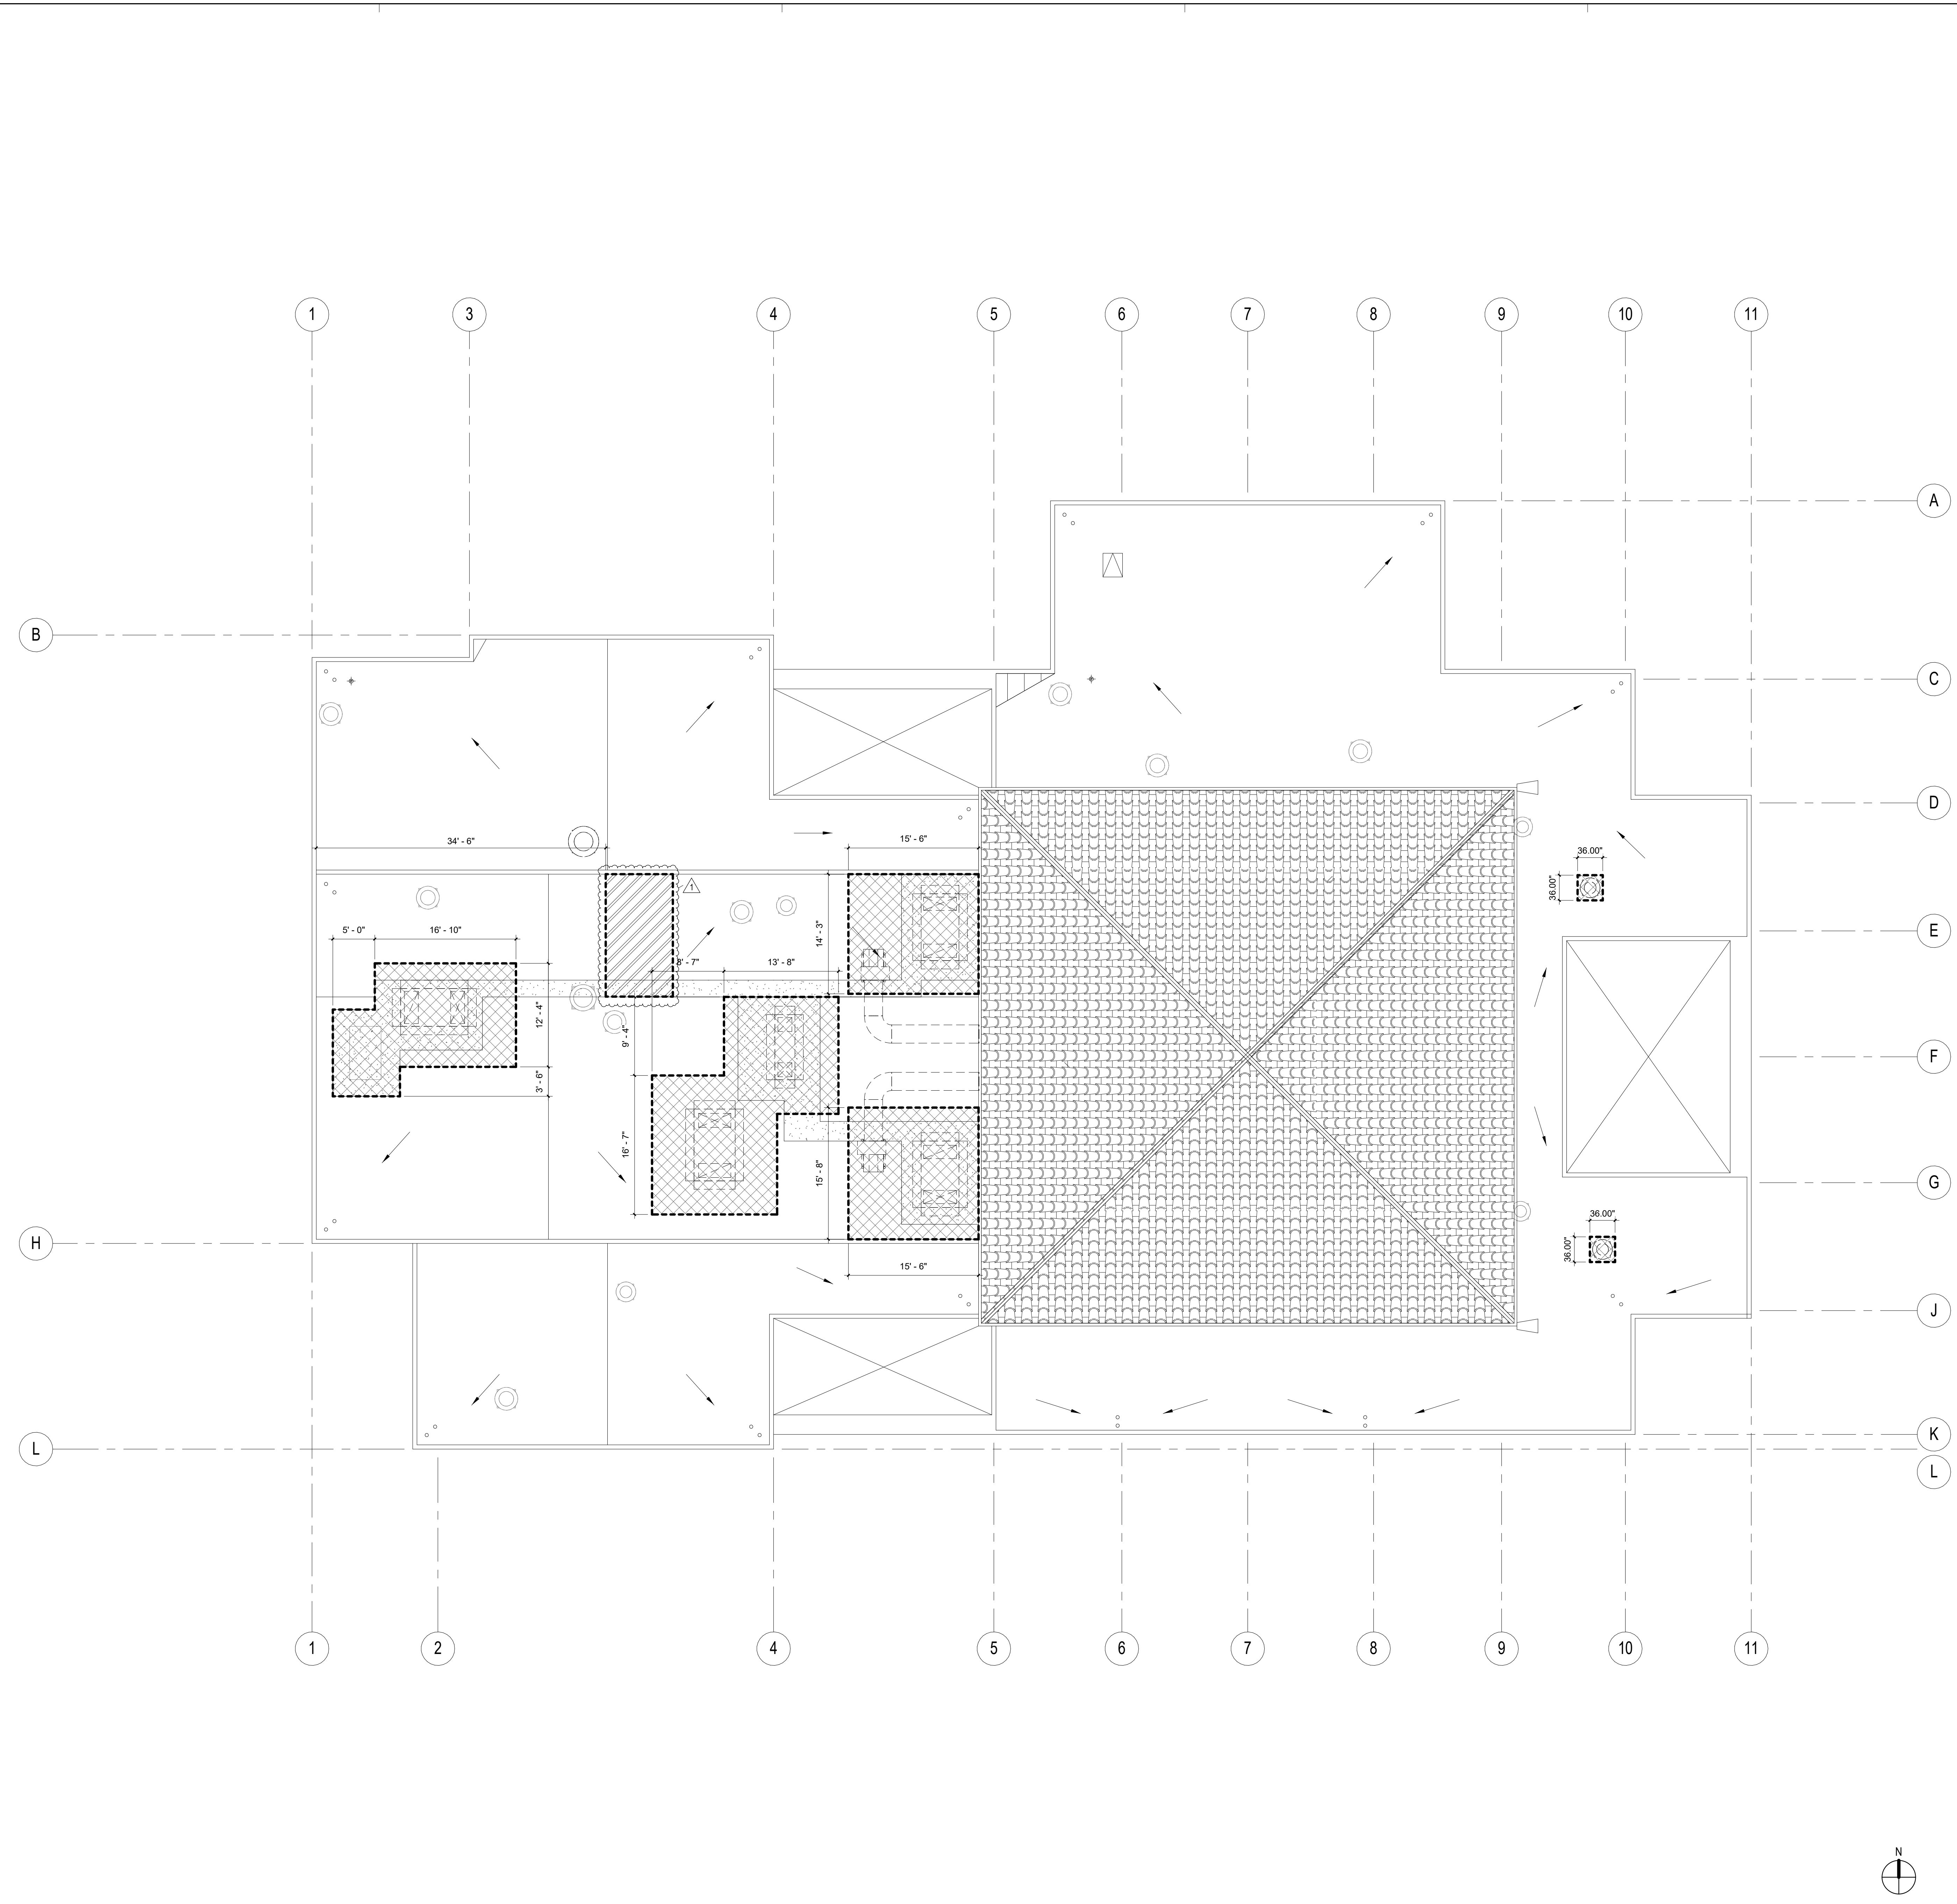 1 3 4 5 6 7 8 9 10 11
A
B
C
D
34' - 6"
15' - 6"
36.00"
36.00"
1
5' - 0"
16' - 10"
14' - 3"
E
8' - 7"
13' - 8"
12' - 4"
9' - 4"
F
3' - 6"
16' - 7"
15' - 8"
G
36.00"
36.00"
H
15' - 6"
J
K
L
L
1 2 4 5 6 7 8 9 10 11
N